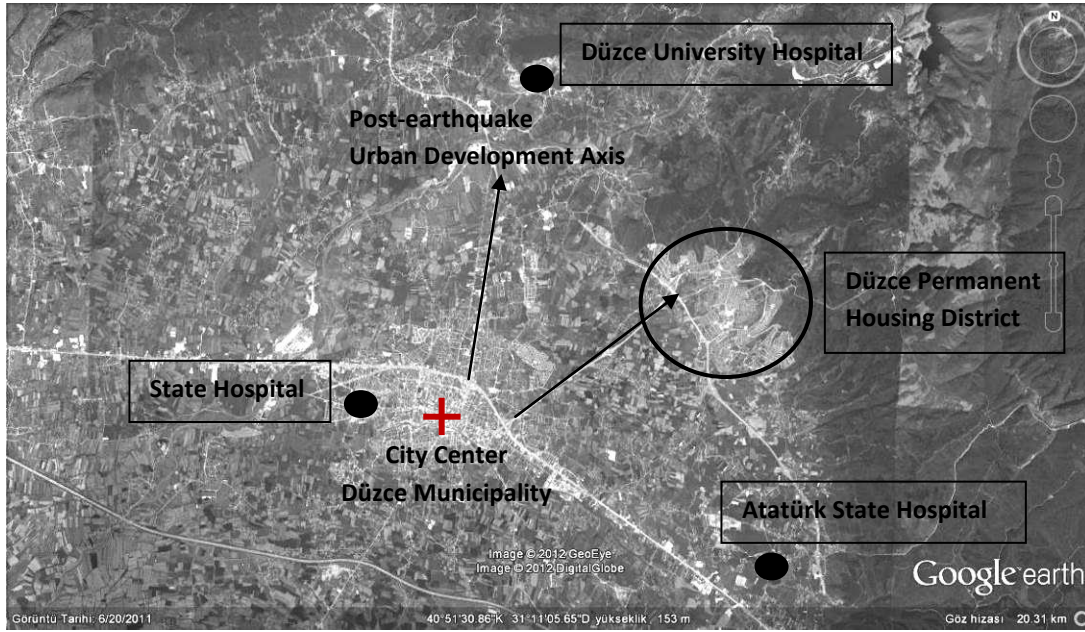 N
Düzce University Hospital
Post-earthquake
Urban Development Axis
Düzce Permanent
Housing District
State Hospital
City Center
Düzce Municipality
Atatürk State Hospital
Image © 2012 GeoEye
Image © 2012 DigitalGlobe
Google earth
Görüntü Tarihi: 6/20/2011
40°51'30.86"K 31°11'05.65"D yükseklik 153 m
Göz hizası 20.31 km